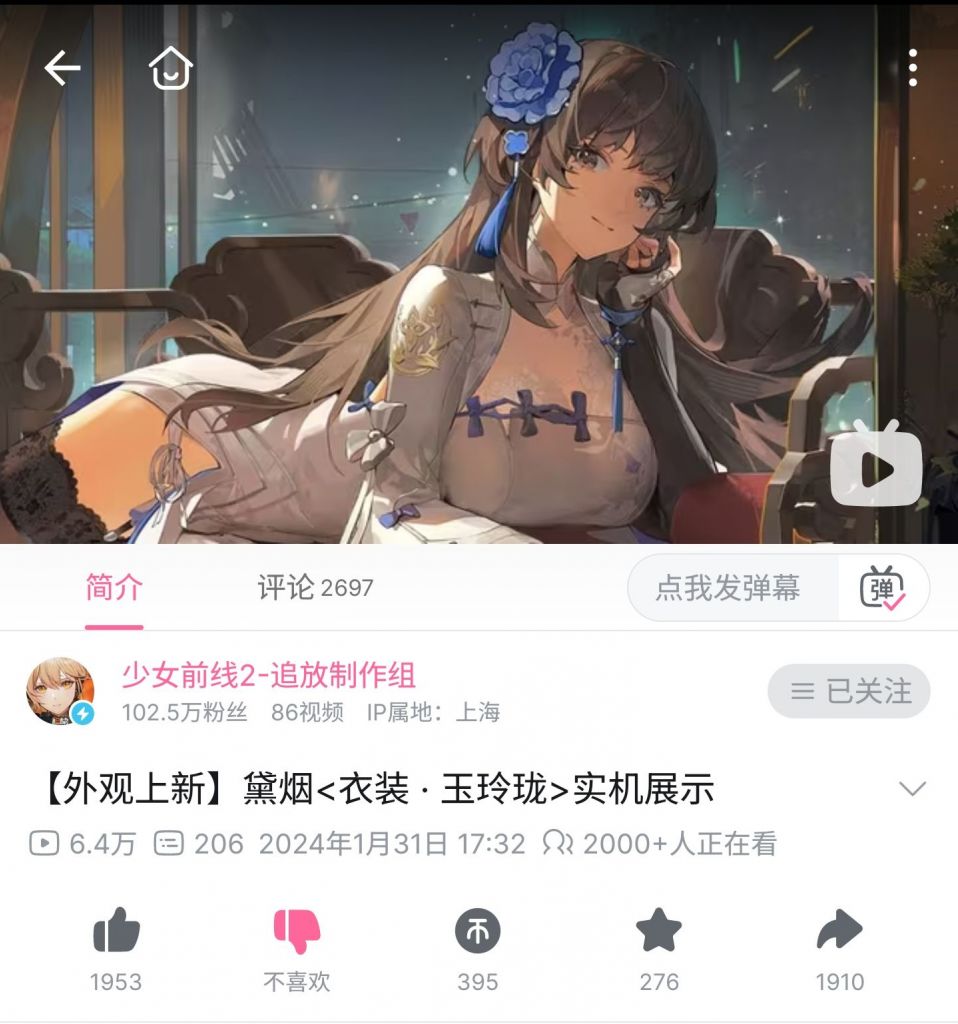 简介
评论 2697
点我发弹幕
弹
少女前线2-追放制作组
102.5万粉丝 86视频 IP属地：上海
已关注
【外观上新】黛烟<衣装 · 玉玲珑>实机展示
6.4万 206 2024年1月31日 17:32 2000+人正在看
1953 不喜欢 395 276 1910